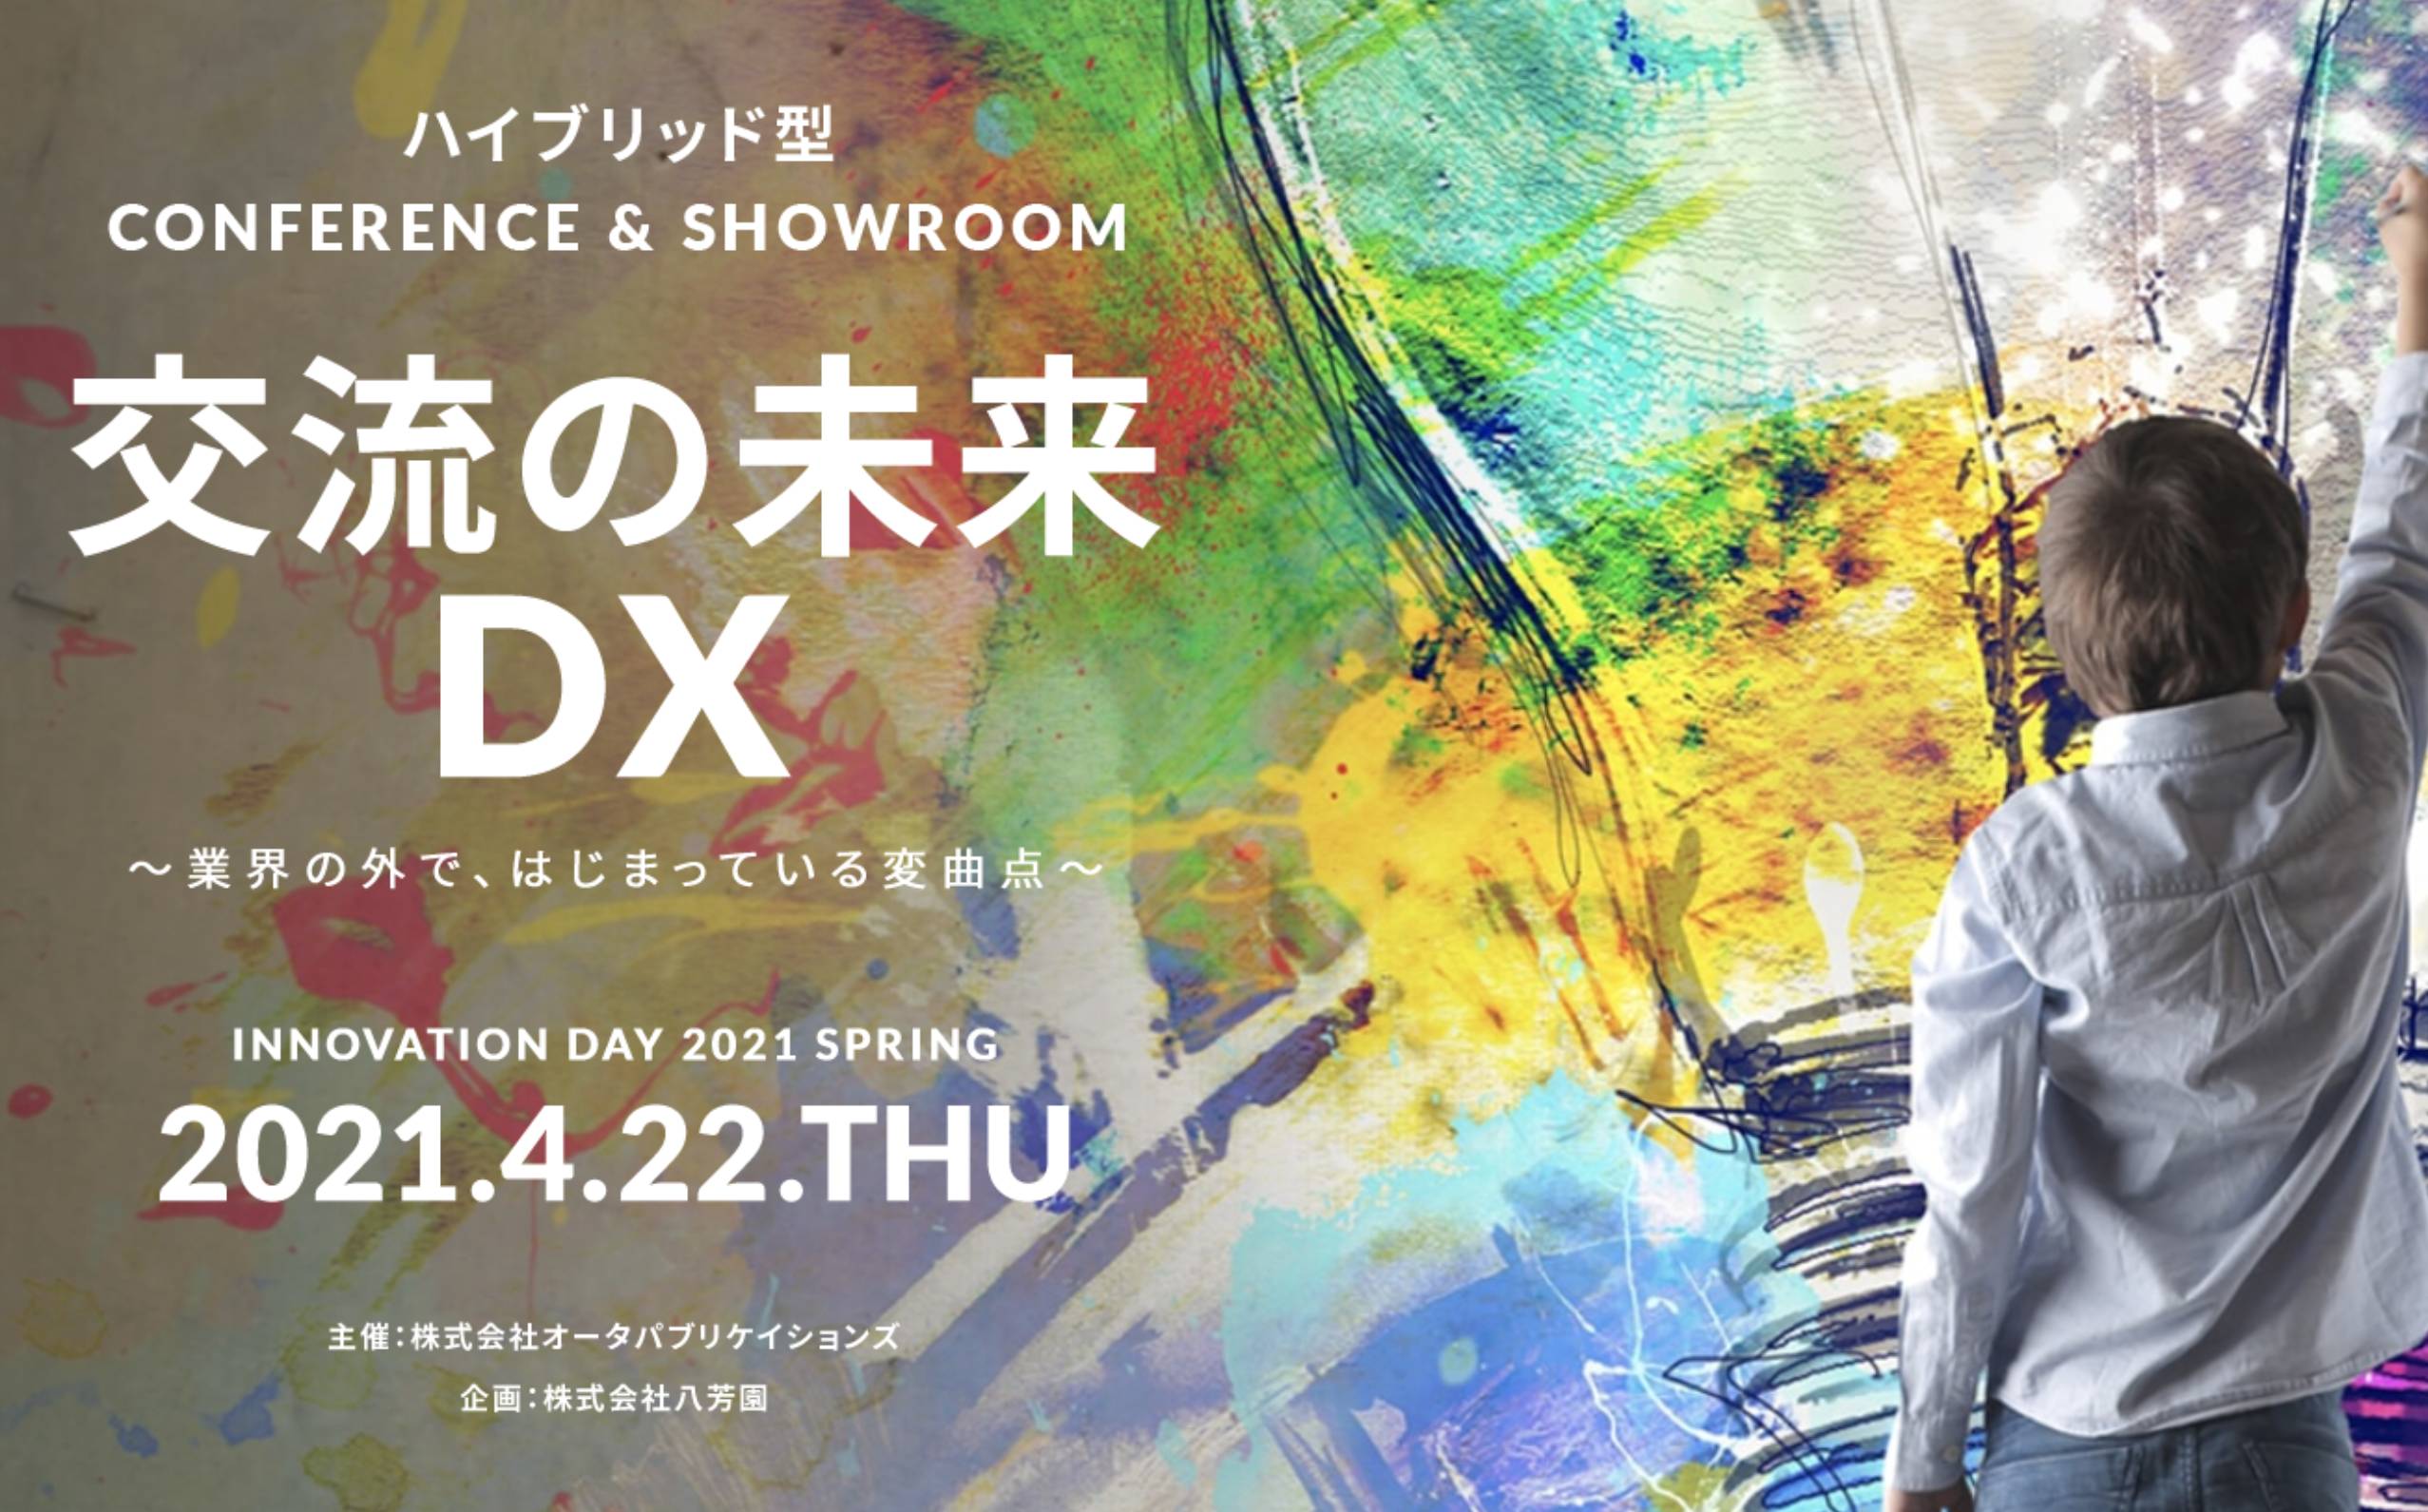 ハイブリッド型
CONFERENCE & SHOWROOM
交流の未来
DX
～業界の外で、はじまっている変曲点～
INNOVATION DAY 2021 SPRING
2021.4.22.THU
主催：株式会社オータパブリケイションズ
企画：株式会社八芳園